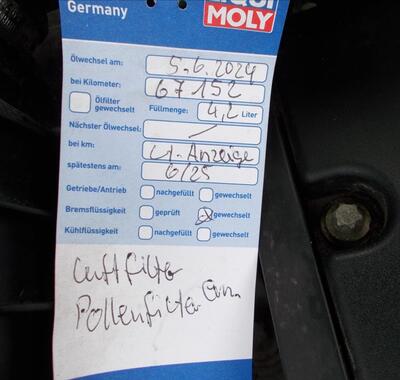 Germany
LIQUI
MOLY
Ölwechsel am: 5.6.2024
bei Kilometer: 67152
Ölfilter
gewechselt
Füllmenge: 4,2 Liter
Nächster Ölwechsel: —
bei km: lt. Anzeige
spätestens am: 6/25
Getriebe/Antrieb nachgefüllt gewechselt
Bremsflüssigkeit geprüft gewechselt
Kühlflüssigkeit nachgefüllt gewechselt
Luftfilter
Pollenfilter